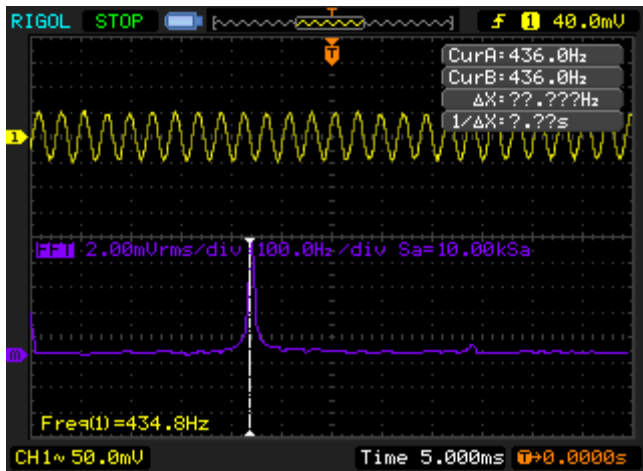 RIGOL STOP T f 1 40.0mV
T
CurA:436.0Hz
CurB:436.0Hz
ΔX:??.???Hz
1/ΔX:?.??s
1
FFT 2.00mVrms/div 100.0Hz/div Sa=10.00kSa
m
Freq(1)=434.8Hz
CH1~ 50.0mV Time 5.000ms T→0.0000s